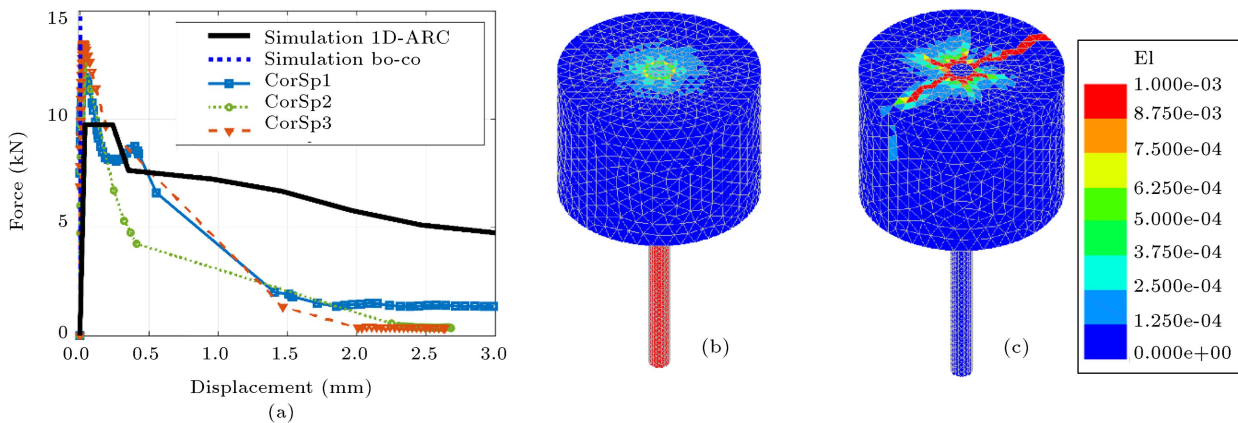 15
10
5
0
Force (kN)
Simulation 1D-ARC
Simulation bo-co
CorSp1
CorSp2
CorSp3
0.0
0.5
1.0
1.5
2.0
2.5
3.0
Displacement (mm)
(a)
(b)
(c)
El
1.000e-03
8.750e-03
7.500e-04
6.250e-04
5.000e-04
3.750e-04
2.500e-04
1.250e-04
0.000e+00